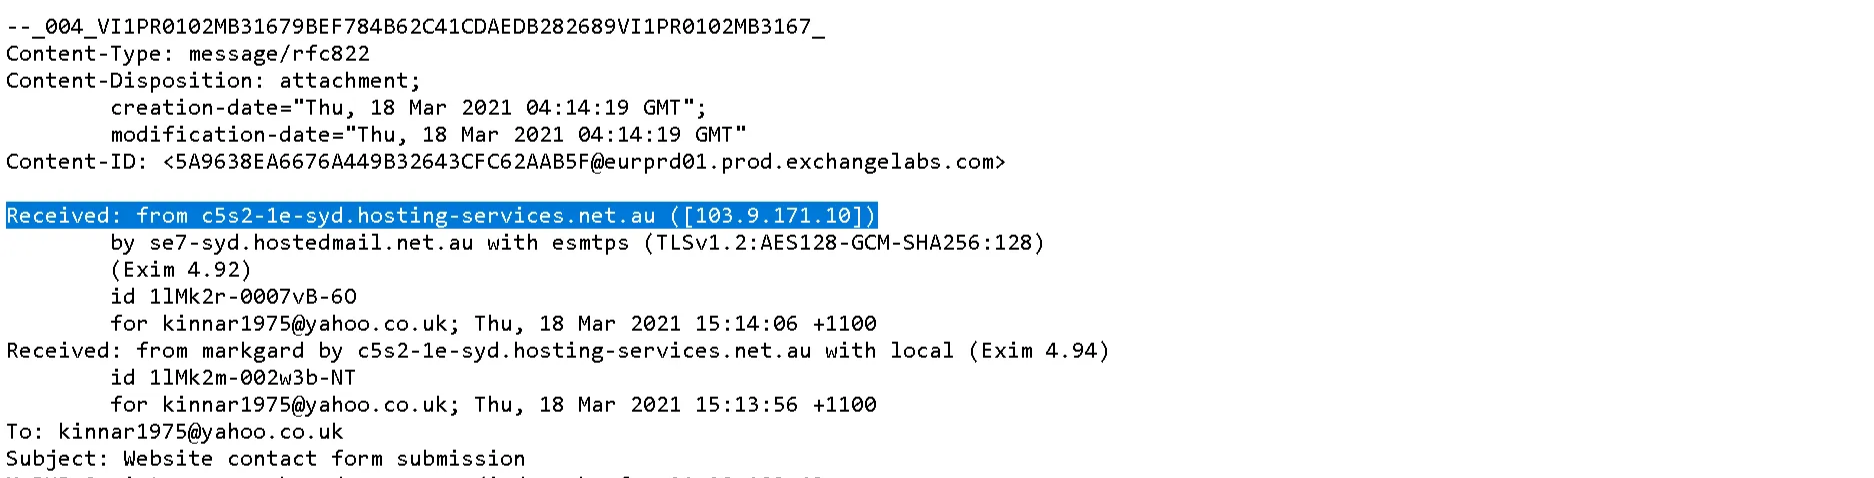 --_004_VI1PR0102MB31679BEF784B62C41CDAEDB282689VI1PR0102MB3167_
Content-Type: message/rfc822
Content-Disposition: attachment;
creation-date="Thu, 18 Mar 2021 04:14:19 GMT";
modification-date="Thu, 18 Mar 2021 04:14:19 GMT"
Content-ID: <5A9638EA6676A449B32643CFC62AAB5F@eurprd01.prod.exchangelabs.com>
Received: from c5s2-1e-syd.hosting-services.net.au ([103.9.171.10])
by se7-syd.hostedmail.net.au with esmtps (TLSv1.2:AES128-GCM-SHA256:128)
(Exim 4.92)
id 1lMk2r-0007vB-6O
for kinnar1975@yahoo.co.uk; Thu, 18 Mar 2021 15:14:06 +1100
Received: from markgard by c5s2-1e-syd.hosting-services.net.au with local (Exim 4.94)
id 1lMk2m-002w3b-NT
for kinnar1975@yahoo.co.uk; Thu, 18 Mar 2021 15:13:56 +1100
To: kinnar1975@yahoo.co.uk
Subject: Website contact form submission